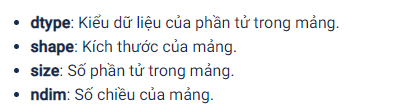 • dtype: Kiểu dữ liệu của phần tử trong mảng.
• shape: Kích thước của mảng.
• size: Số phần tử trong mảng.
• ndim: Số chiều của mảng.